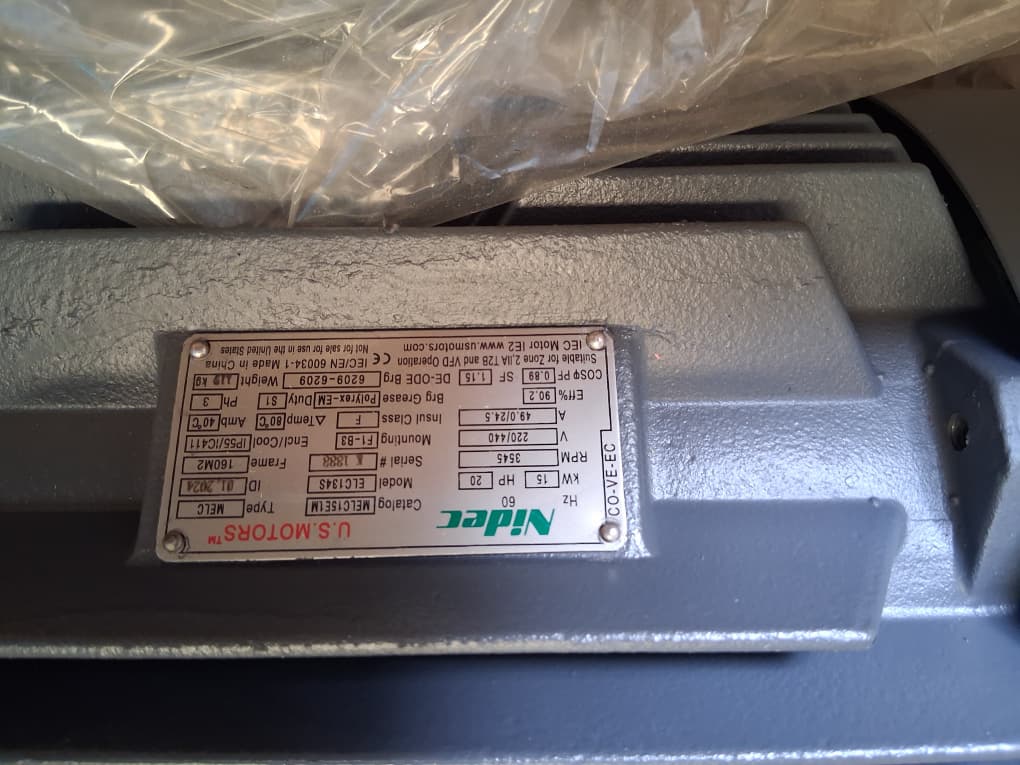 Nidec U.S. MOTORS™
Hz 60 Catalog MELC15E1M Type MELC
kW 15 HP 20 Model ELC134S ID 01.2024
RPM 3545 Serial # K 1333 Frame 160M2
V 220/440 Mounting F1-B3 Encl/Cool IP55/IC411
A 49.0/24.5 Insul Class F ΔTemp 80°C Amb 40°C
Eff% 90.2 Brg Grease Polyrex-EM Duty S1 Ph 3
COSΦ PF 0.89 SF 1.15 DE-ODE Brg 6209-6209 Weight 119 kg
Suitable for Zone 2,IIA T2B and VFD Operation CE IEC/EN 60034-1 Made in China
IEC Motor IE2 www.usmotors.com Not for sale for use in the United States
CO-VE-EC